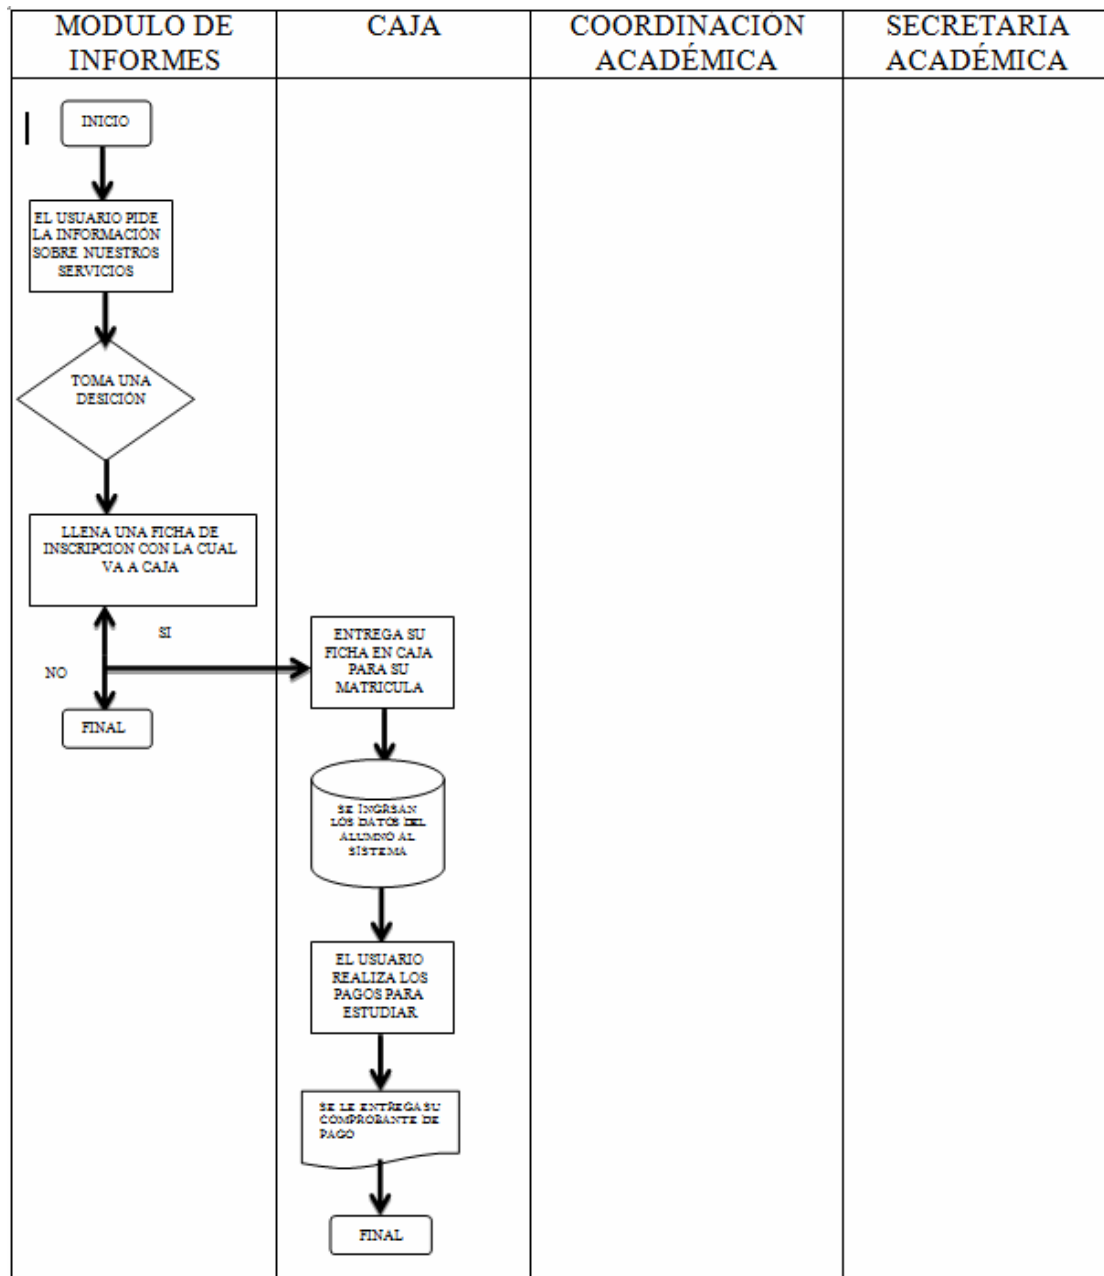 MODULO DE
INFORMES
CAJA
COORDINACIÓN
ACADÉMICA
SECRETARIA
ACADÉMICA
INICIO
EL USUARIO PIDE
LA INFORMACIÓN
SOBRE NUESTROS
SERVICIOS
TOMA UNA
DESICIÓN
LLENA UNA FICHA DE
INSCRIPCION CON LA CUAL
VA A CAJA
SI
NO
FINAL
ENTREGA SU
FICHA EN CAJA
PARA SU
MATRICULA
SE INGRSAN
LOS DATOS DEL
ALUMNO AL
SISTEMA
EL USUARIO
REALIZA LOS
PAGOS PARA
ESTUDIAR
SE LE ENTREGA SU
COMPROBANTE DE
PAGO
FINAL